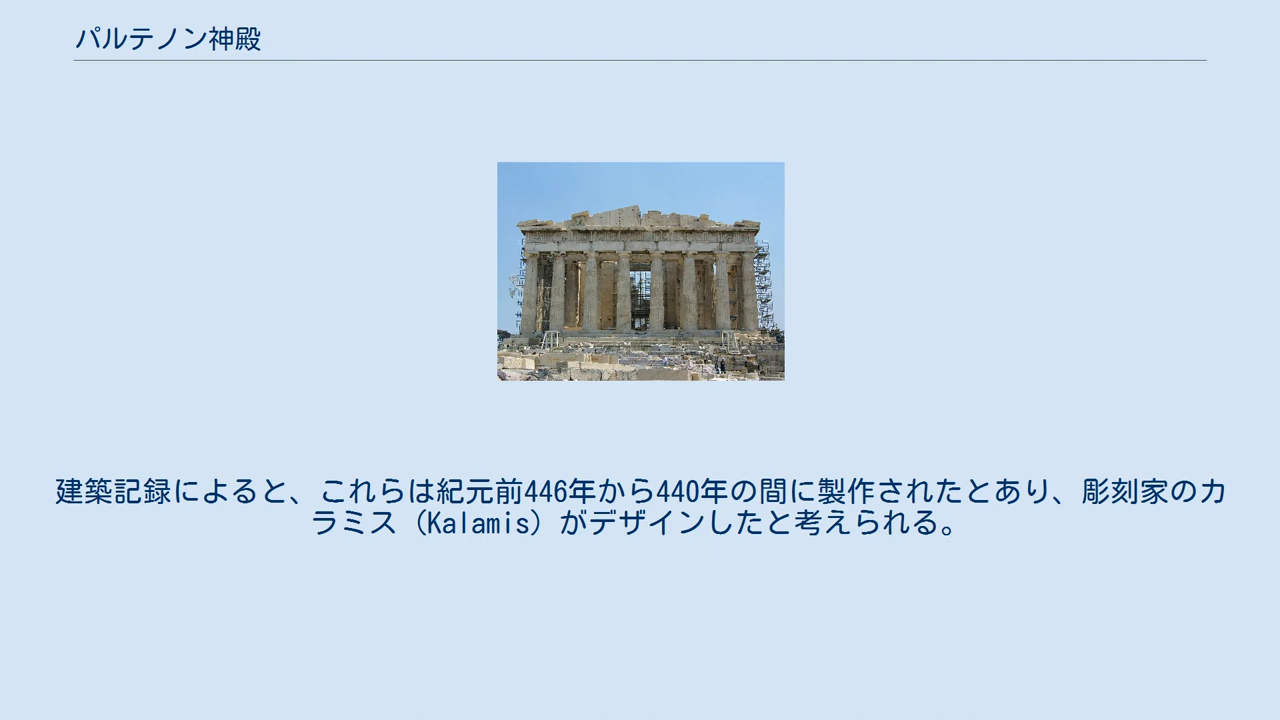 パルテノン神殿
建築記録によると、これらは紀元前446年から440年の間に製作されたとあり、彫刻家のカ
ラミス（Kalamis）がデザインしたと考えられる。